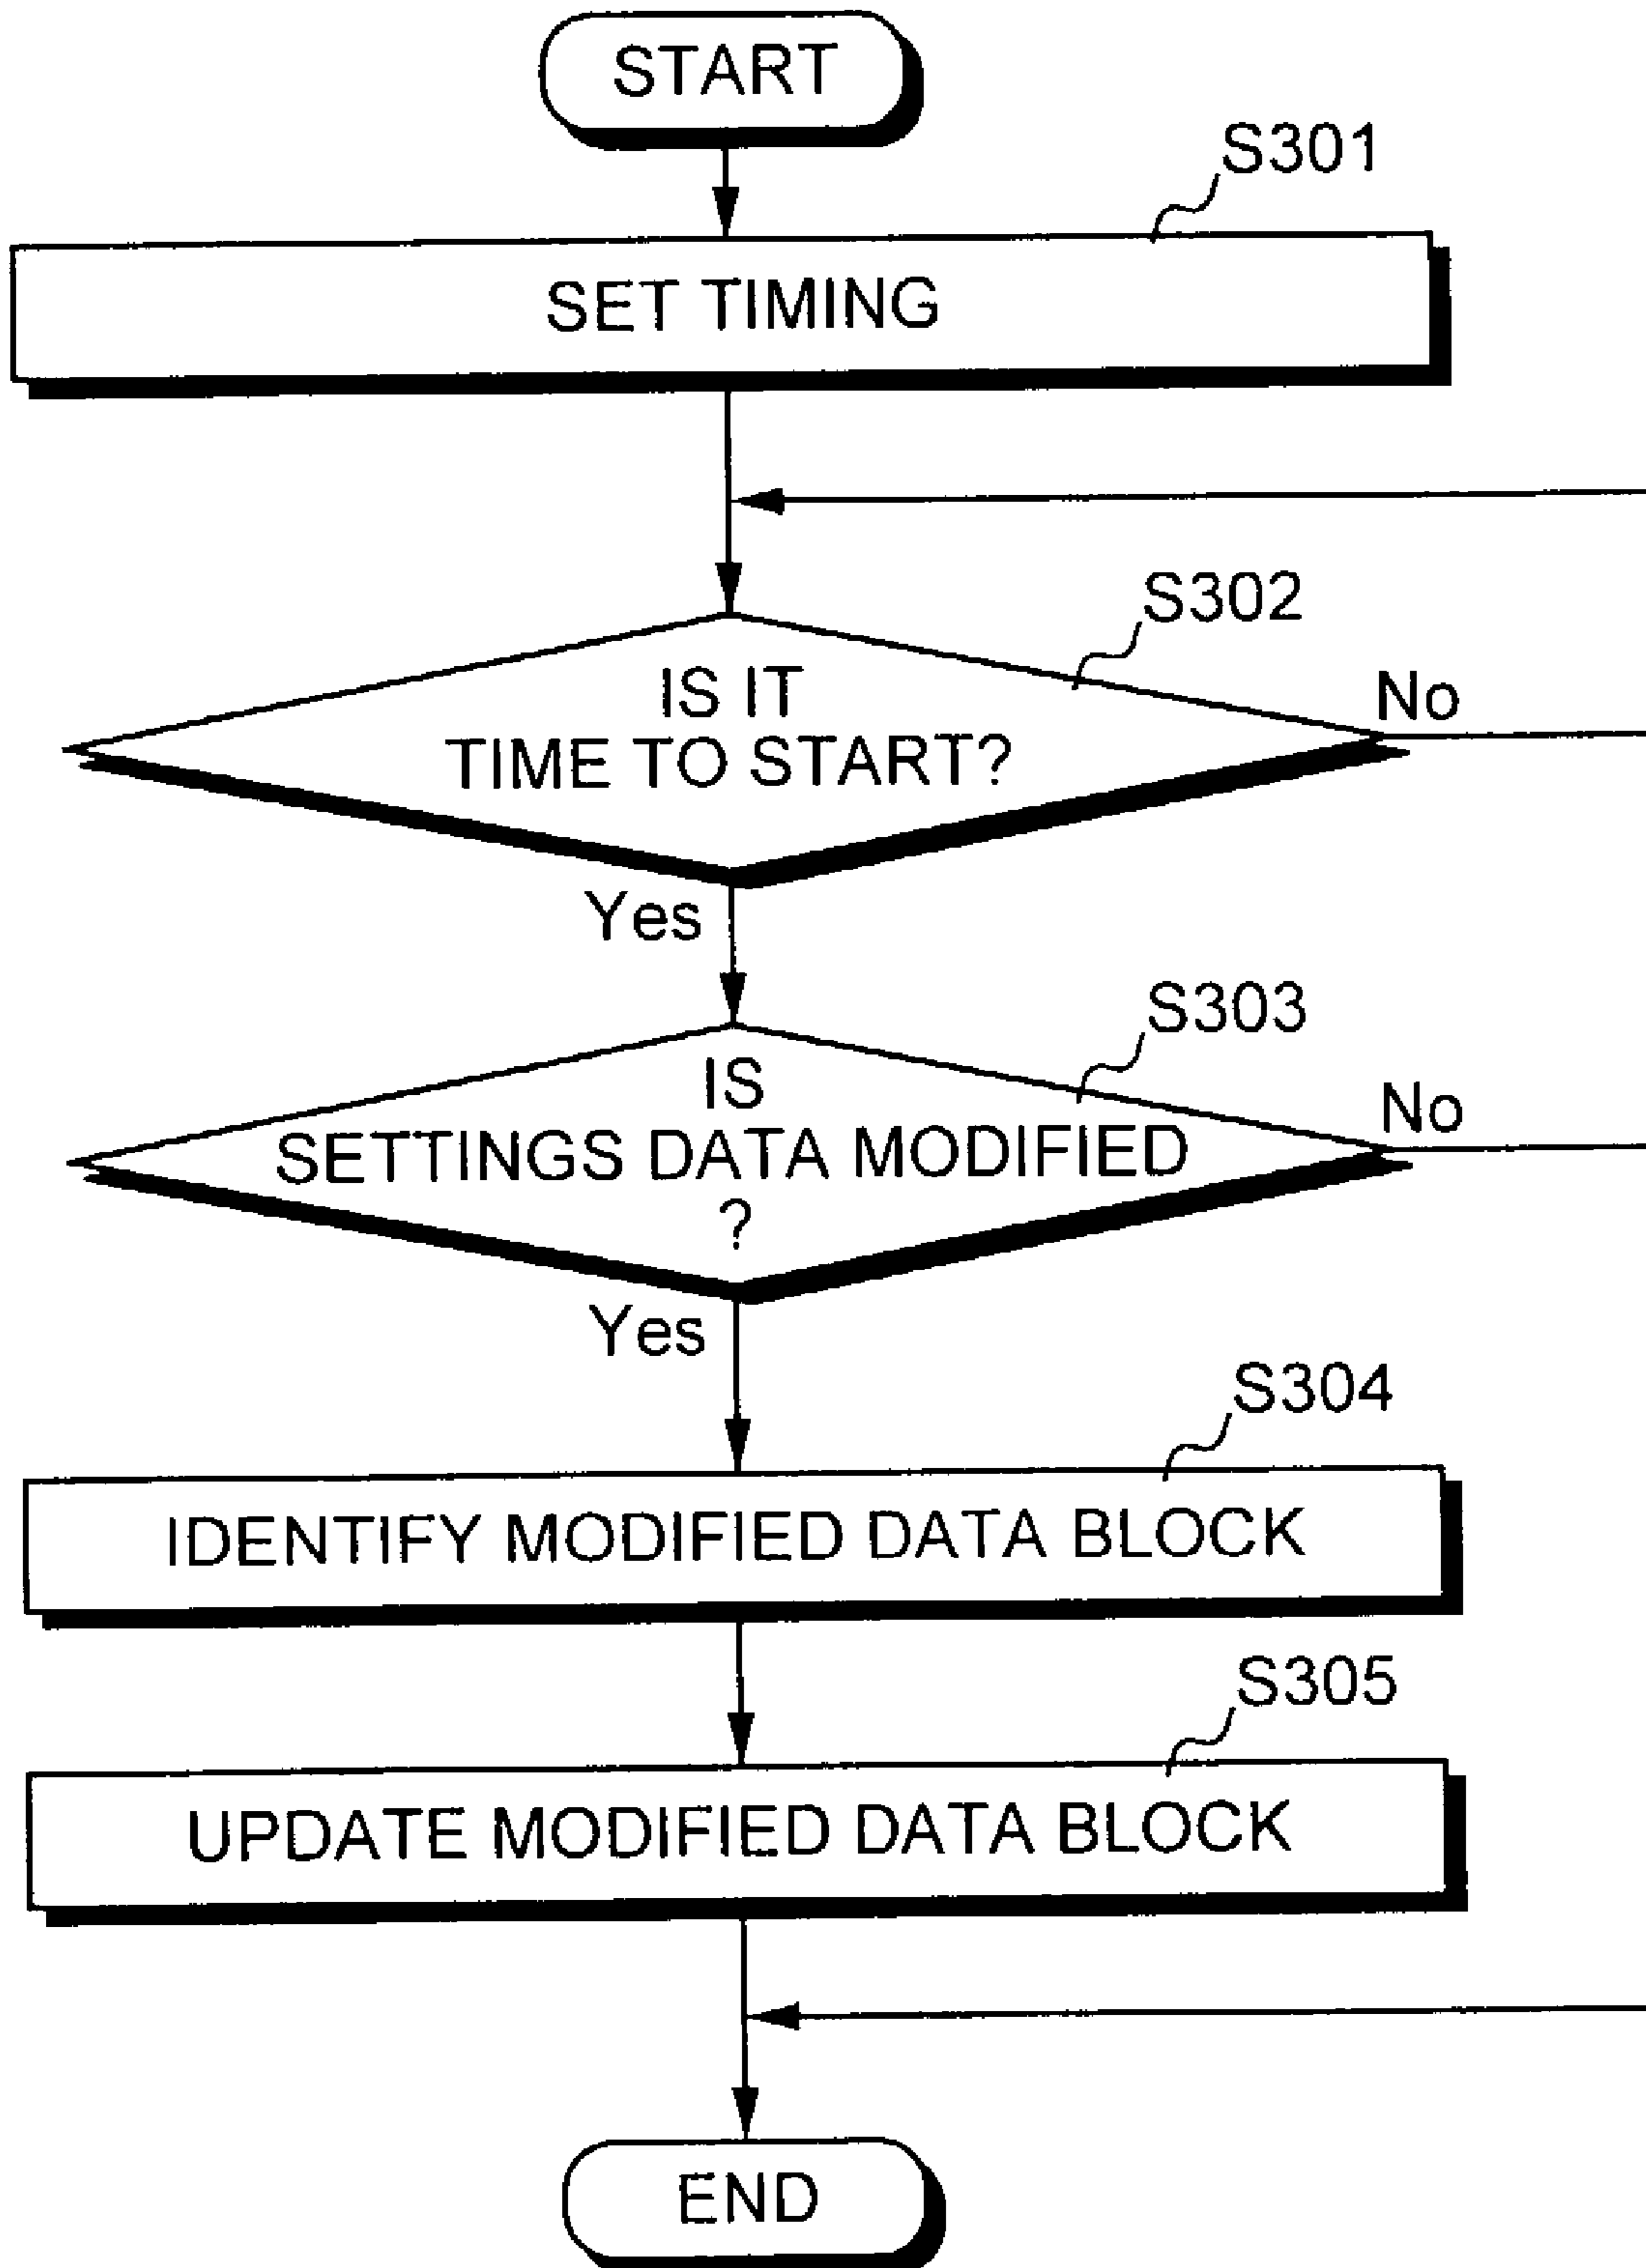 START
S301
SET TIMING
S302
IS IT
TIME TO START?
No
Yes
S303
IS
SETTINGS DATA MODIFIED
?
No
Yes
S304
IDENTIFY MODIFIED DATA BLOCK
S305
UPDATE MODIFIED DATA BLOCK
END